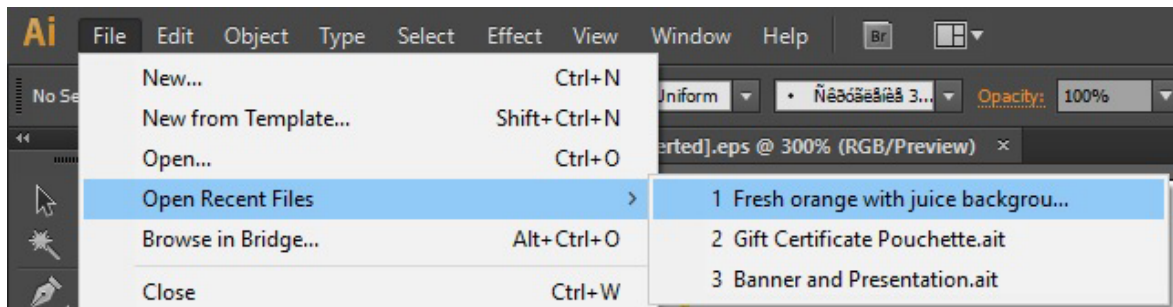 Ai File Edit Object Type Select Effect View Window Help Br
No Se
Uniform • Ñêðóãëåíèå 3... Opacity: 100%
erted].eps @ 300% (RGB/Preview) ×
New... Ctrl+N
New from Template... Shift+Ctrl+N
Open... Ctrl+O
Open Recent Files >
Browse in Bridge... Alt+Ctrl+O
Close Ctrl+W
1 Fresh orange with juice backgrou...
2 Gift Certificate Pouchette.ait
3 Banner and Presentation.ait